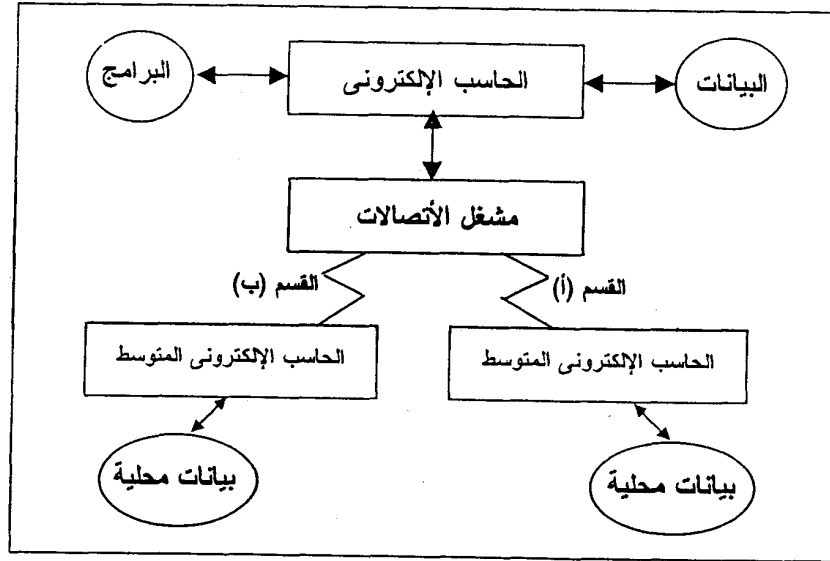 البيانات
الحاسب الإلكترونى
البرامج
مشغل الأتصالات
القسم (أ)
القسم (ب)
الحاسب الإلكترونى المتوسط
الحاسب الإلكترونى المتوسط
بيانات محلية
بيانات محلية